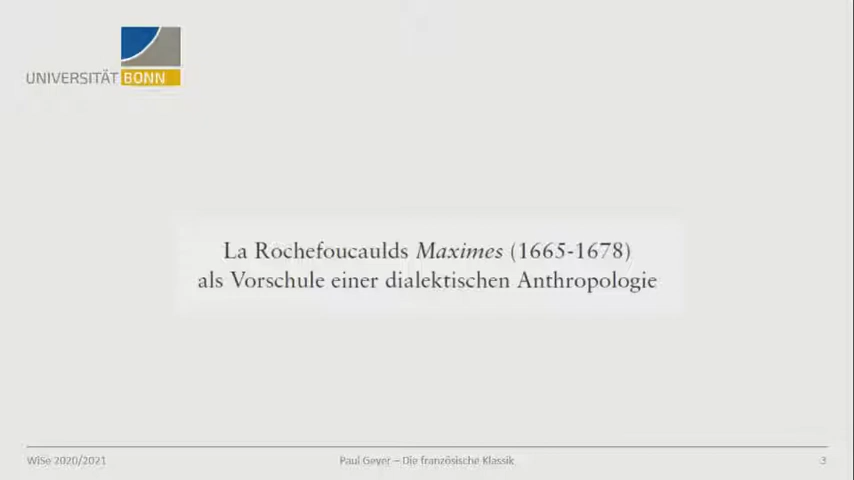 UNIVERSITÄT BONN
La Rochefoucaulds Maximes (1665-1678)
als Vorschule einer dialektischen Anthropologie
WiSe 2020/2021
Paul Geyer – Die französische Klassik
3